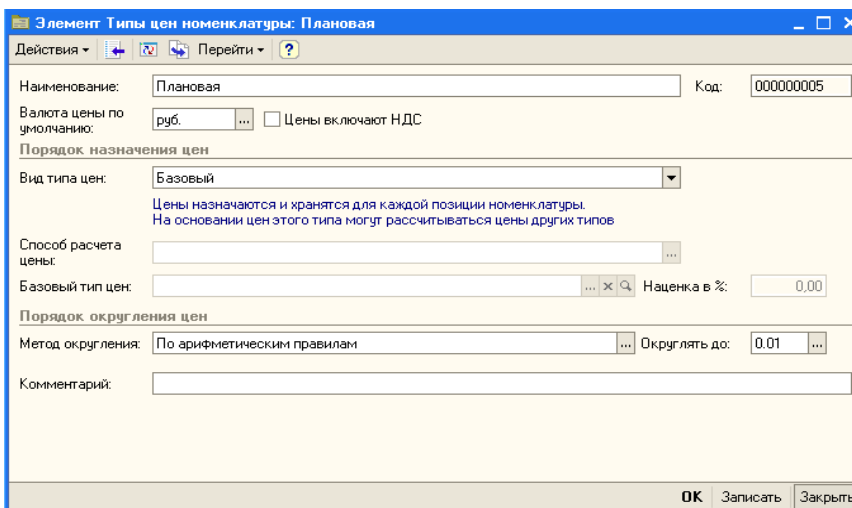 Элемент Типы цен номенклатуры: Плановая
Действия Перейти ?
Наименование: Плановая Код: 000000005
Валюта цены по
умолчанию: руб. ... Цены включают НДС
Порядок назначения цен
Вид типа цен: Базовый
Цены назначаются и хранятся для каждой позиции номенклатуры.
На основании цен этого типа могут рассчитываться цены других типов
Способ расчета
цены: ...
Базовый тип цен: ... Наценка в %: 0,00
Порядок округления цен
Метод округления: По арифметическим правилам ... Округлять до: 0.01 ...
Комментарий:
OK Записать Закрыть